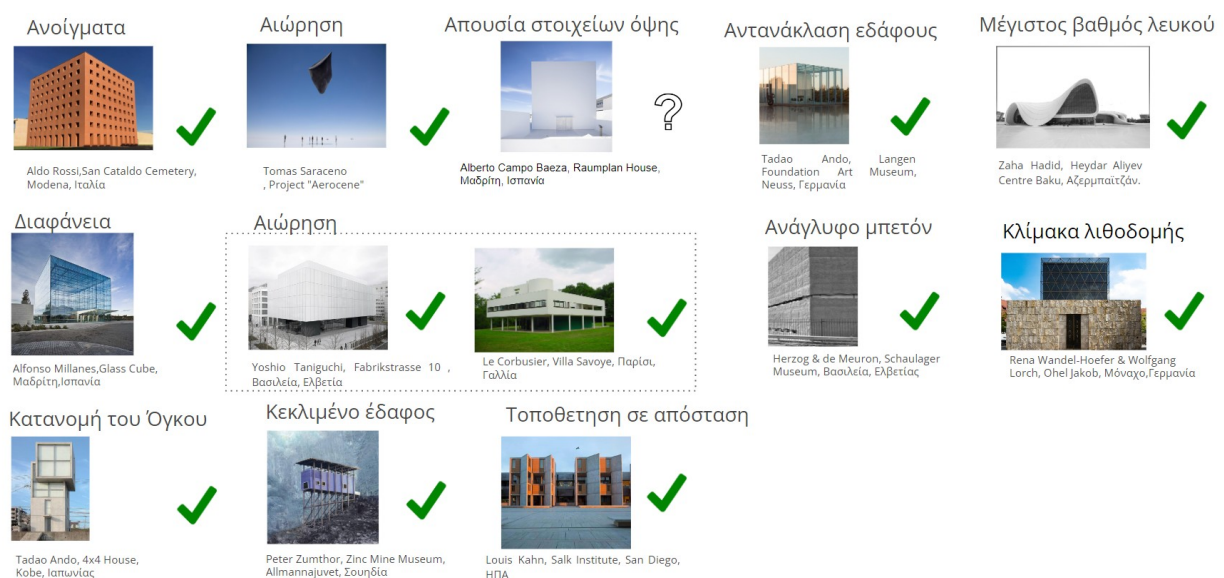 Ανοίγματα
Αιώρηση
Απουσία στοιχείων όψης
Αντανάκλαση εδάφους
Μέγιστος βαθμός λευκού
?
Aldo Rossi,San Cataldo Cemetery,
Modena, Ιταλία
Tomas Saraceno
, Project "Aerocene"
Alberto Campo Baeza, Raumplan House,
Μαδρίτη, Ισπανία
Tadao Ando, Langen
Foundation Art Museum,
Neuss, Γερμανία
Zaha Hadid, Heydar Aliyev
Centre Baku, Αζερμπαϊτζάν.
Διαφάνεια
Αιώρηση
Ανάγλυφο μπετόν
Κλίμακα λιθοδομής
Alfonso Millanes,Glass Cube,
Μαδρίτη,Ισπανία
Yoshio Taniguchi, Fabrikstrasse 10 ,
Βασιλεία, Ελβετία
Le Corbusier, Villa Savoye, Παρίσι,
Γαλλία
Herzog & de Meuron, Schaulager
Museum, Βασιλεία, Ελβετίας
Rena Wandel-Hoefer & Wolfgang
Lorch, Ohel Jakob, Μόναχο,Γερμανία
Κατανομή του Όγκου
Κεκλιμένο έδαφος
Τοποθετηση σε απόσταση
Tadao Ando, 4x4 House,
Kobe, Ιαπωνίας
Peter Zumthor, Zinc Mine Museum,
Allmannajuvet, Σουηδία
Louis Kahn, Salk Institute, San Diego,
ΗΠΑ